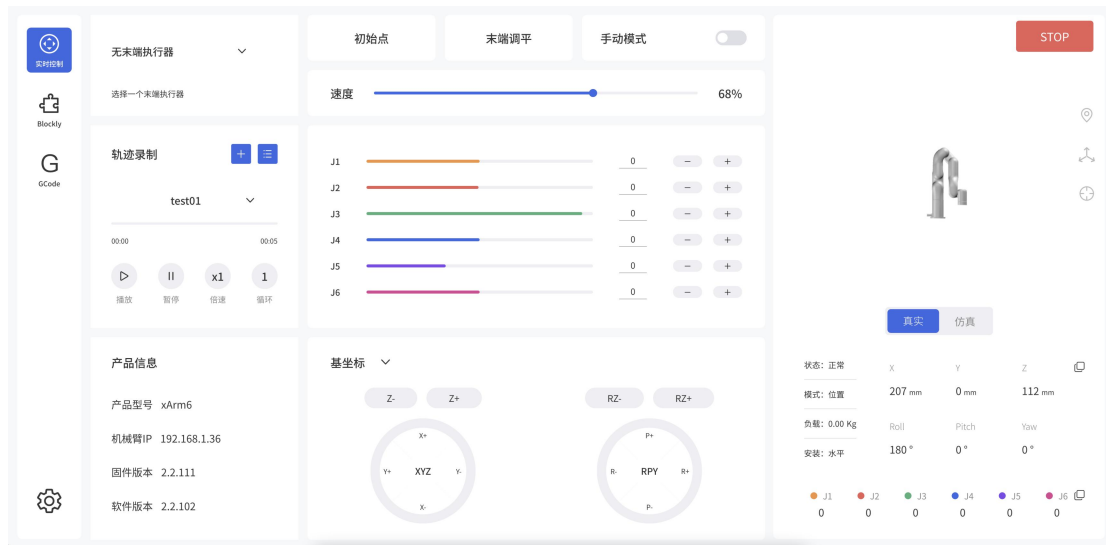 实时控制
Blockly
G
GCode
无末端执行器
选择一个末端执行器
初始点
末端调平
手动模式
STOP
速度
68%
轨迹录制
test01
00:00 00:05
x1 1
播放 暂停 倍速 循环
J1 0 - +
J2 0 - +
J3 0 - +
J4 0 - +
J5 0 - +
J6 0 - +
产品信息
产品型号 xArm6
机械臂IP 192.168.1.36
固件版本 2.2.111
软件版本 2.2.102
基坐标
Z- Z+
X+
Y+ XYZ Y-
X-
RZ- RZ+
P+
R- RPY R+
P-
真实 仿真
状态：正常
模式：位置
负载：0.00 Kg
安装：水平
X Y Z
207 mm 0 mm 112 mm
Roll Pitch Yaw
180 ° 0 ° 0 °
J1 J2 J3 J4 J5 J6
0 0 0 0 0 0